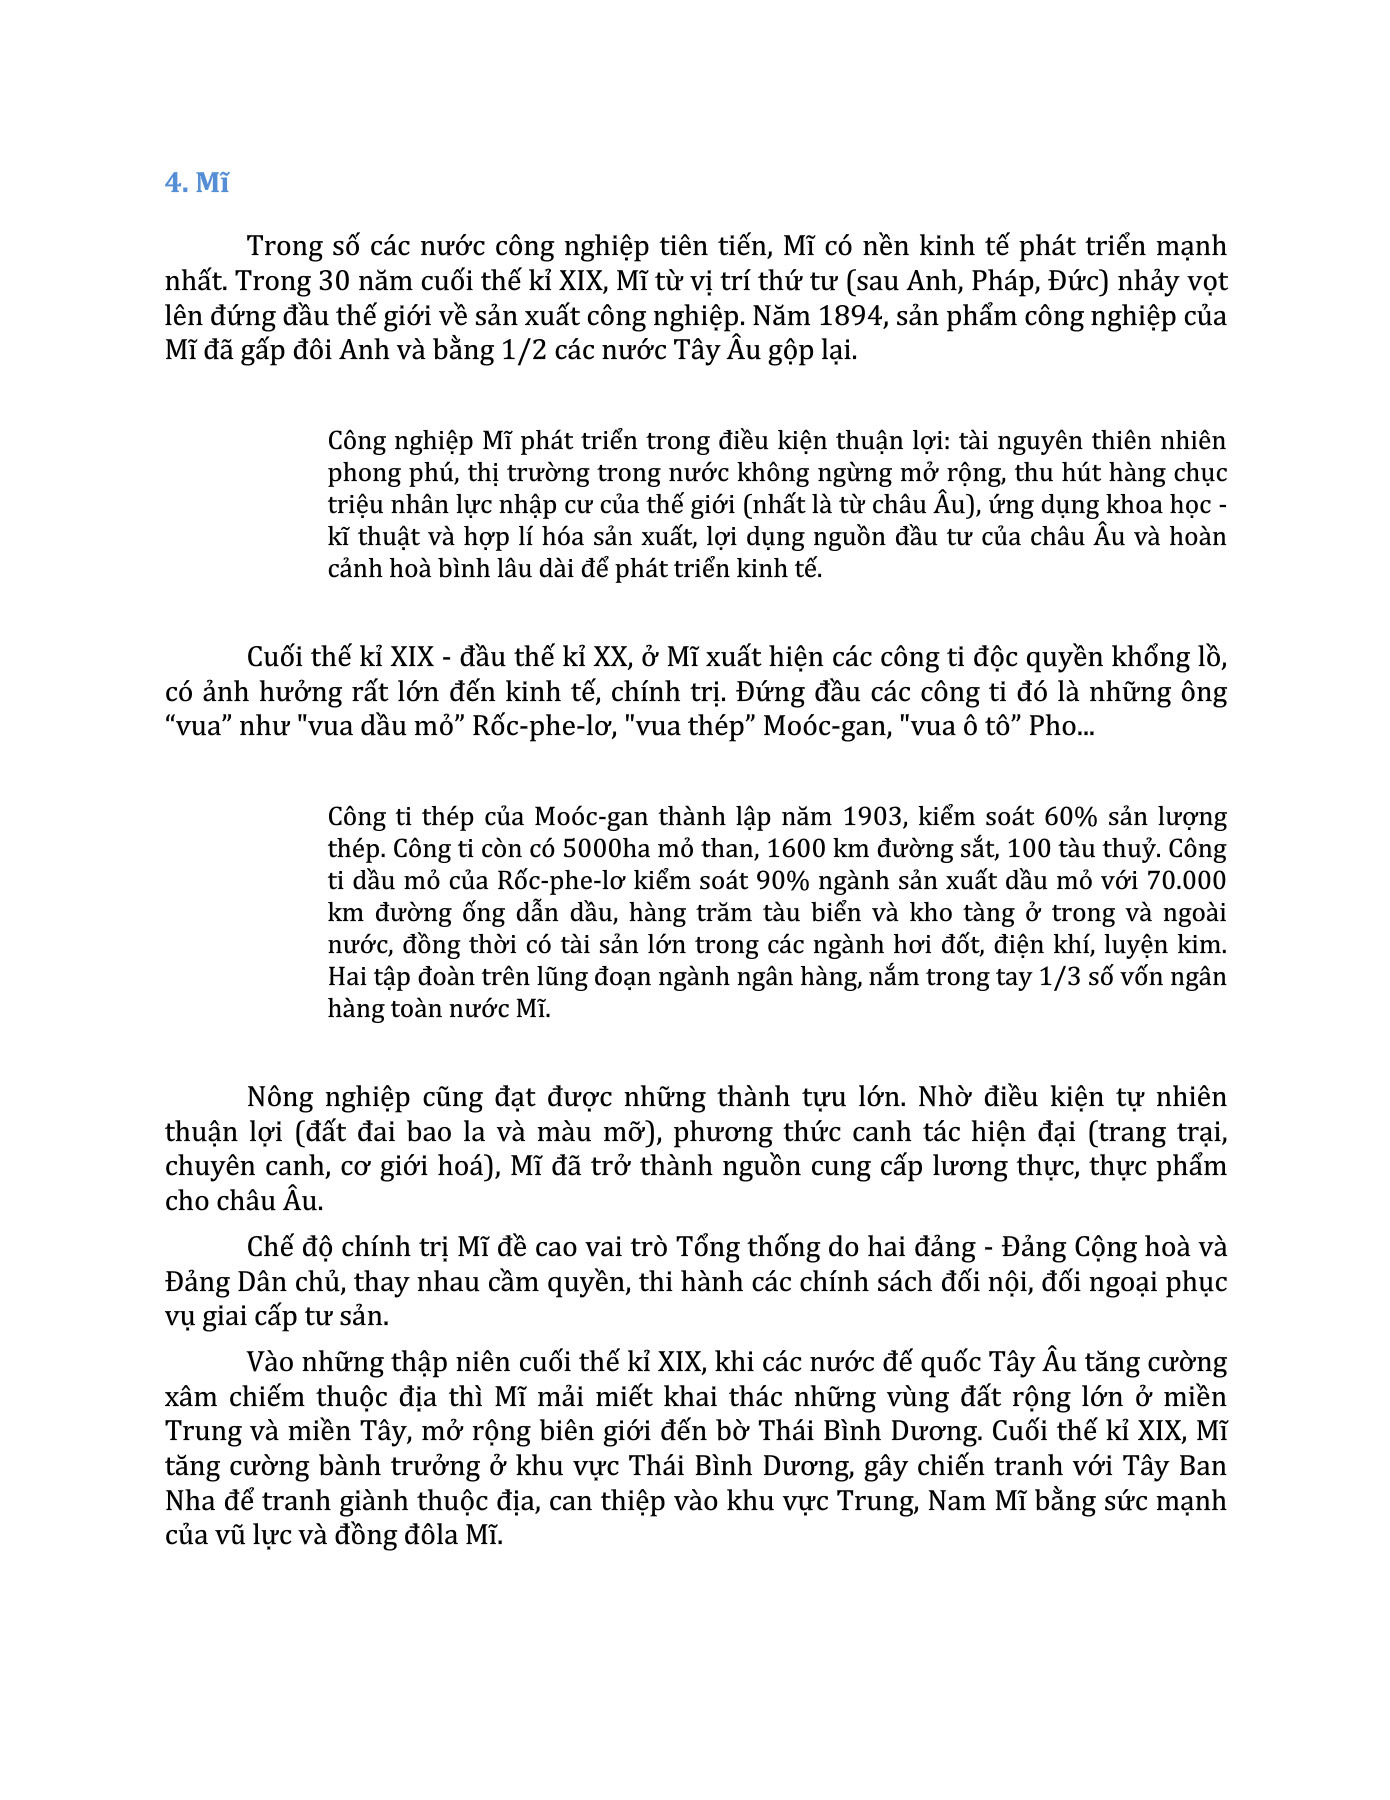 4. Mĩ
Trong số các nước công nghiệp tiên tiến, Mĩ có nền kinh tế phát triển mạnh
nhất. Trong 30 năm cuối thế kỉ XIX, Mĩ từ vị trí thứ tư (sau Anh, Pháp, Đức) nhảy vọt
lên đứng đầu thế giới về sản xuất công nghiệp. Năm 1894, sản phẩm công nghiệp của
Mĩ đã gấp đôi Anh và bằng 1/2 các nước Tây Âu gộp lại.
Công nghiệp Mĩ phát triển trong điều kiện thuận lợi: tài nguyên thiên nhiên
phong phú, thị trường trong nước không ngừng mở rộng, thu hút hàng chục
triệu nhân lực nhập cư của thế giới (nhất là từ châu Âu), ứng dụng khoa học -
kĩ thuật và hợp lí hóa sản xuất, lợi dụng nguồn đầu tư của châu Âu và hoàn
cảnh hoà bình lâu dài để phát triển kinh tế.
Cuối thế kỉ XIX - đầu thế kỉ XX, ở Mĩ xuất hiện các công ti độc quyền khổng lồ,
có ảnh hưởng rất lớn đến kinh tế, chính trị. Đứng đầu các công ti đó là những ông
“vua” như "vua dầu mỏ” Rốc-phe-lơ, "vua thép” Moóc-gan, "vua ô tô” Pho...
Công ti thép của Moóc-gan thành lập năm 1903, kiểm soát 60% sản lượng
thép. Công ti còn có 5000ha mỏ than, 1600 km đường sắt, 100 tàu thuỷ. Công
ti dầu mỏ của Rốc-phe-lơ kiểm soát 90% ngành sản xuất dầu mỏ với 70.000
km đường ống dẫn dầu, hàng trăm tàu biển và kho tàng ở trong và ngoài
nước, đồng thời có tài sản lớn trong các ngành hơi đốt, điện khí, luyện kim.
Hai tập đoàn trên lũng đoạn ngành ngân hàng, nắm trong tay 1/3 số vốn ngân
hàng toàn nước Mĩ.
Nông nghiệp cũng đạt được những thành tựu lớn. Nhờ điều kiện tự nhiên
thuận lợi (đất đai bao la và màu mỡ), phương thức canh tác hiện đại (trang trại,
chuyên canh, cơ giới hoá), Mĩ đã trở thành nguồn cung cấp lương thực, thực phẩm
cho châu Âu.
Chế độ chính trị Mĩ đề cao vai trò Tổng thống do hai đảng - Đảng Cộng hoà và
Đảng Dân chủ, thay nhau cầm quyền, thi hành các chính sách đối nội, đối ngoại phục
vụ giai cấp tư sản.
Vào những thập niên cuối thế kỉ XIX, khi các nước đế quốc Tây Âu tăng cường
xâm chiếm thuộc địa thì Mĩ mải miết khai thác những vùng đất rộng lớn ở miền
Trung và miền Tây, mở rộng biên giới đến bờ Thái Bình Dương. Cuối thế kỉ XIX, Mĩ
tăng cường bành trưởng ở khu vực Thái Bình Dương, gây chiến tranh với Tây Ban
Nha để tranh giành thuộc địa, can thiệp vào khu vực Trung, Nam Mĩ bằng sức mạnh
của vũ lực và đồng đôla Mĩ.